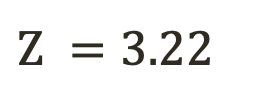 Z = 3.22